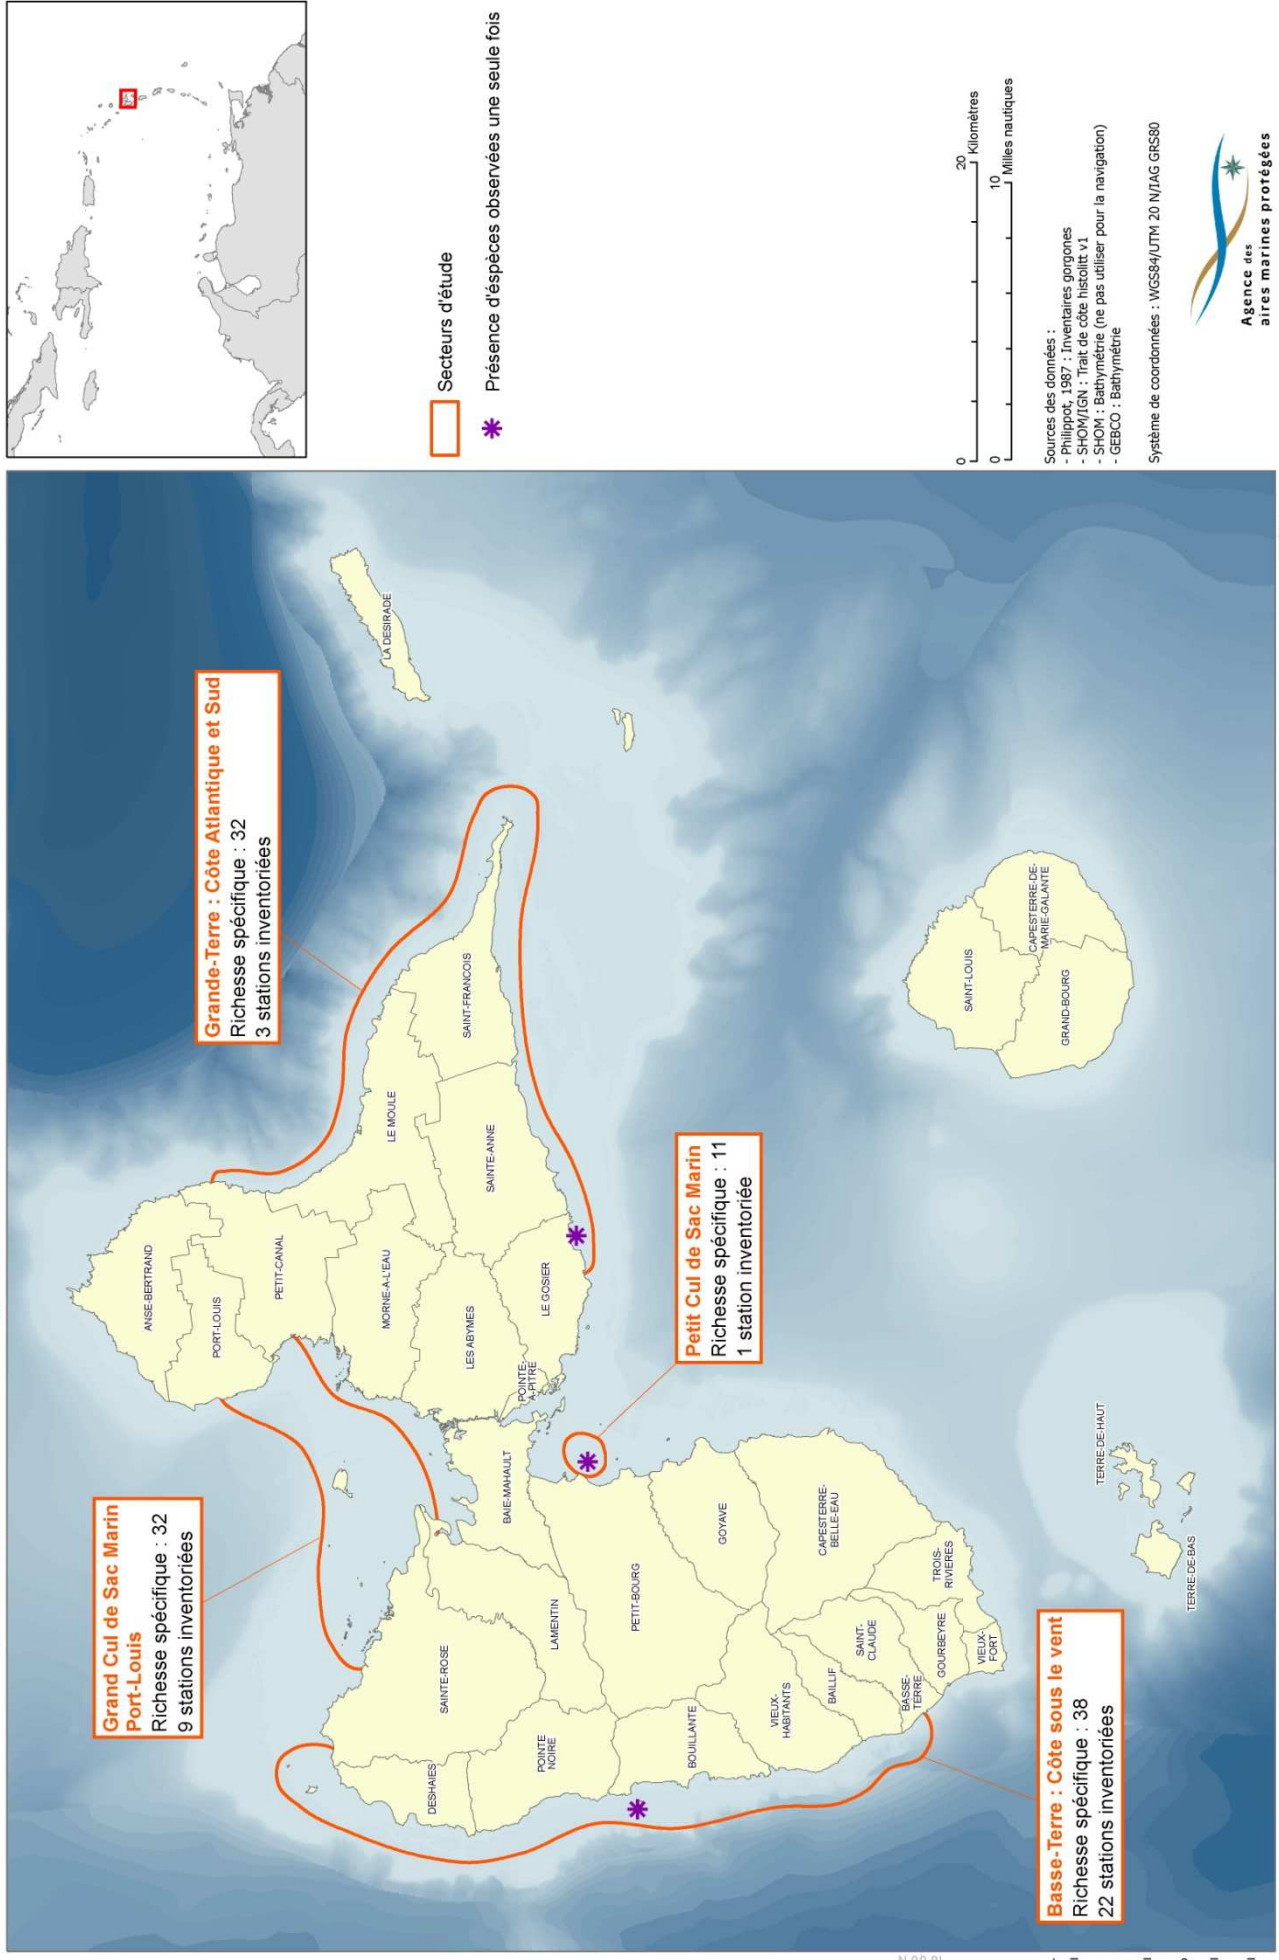 Grande-Terre : Côte Atlantique et Sud
Richesse spécifique : 32
3 stations inventoriées
Grand Cul de Sac Marin
Port-Louis
Richesse spécifique : 32
9 stations inventoriées
Petit Cul de Sac Marin
Richesse spécifique : 11
1 station inventoriée
Basse-Terre : Côte sous le vent
Richesse spécifique : 38
22 stations inventoriées
ANSE-BERTRAND
PORT-LOUIS
PETIT-CANAL
MORNE-A-L'EAU
LE MOULE
LES ABYMES
SAINTE-ANNE
SAINT-FRANCOIS
LE GOSIER
POINTE-
A-PITRE
LA DESIRADE
BAIE-MAHAULT
SAINTE-ROSE
LAMENTIN
DESHAIES
POINTE
NOIRE
PETIT-BOURG
BOUILLANTE
GOYAVE
VIEUX-
HABITANTS
CAPESTERRE-
BELLE-EAU
BAILLIF
SAINT-
CLAUDE
BASSE-
TERRE
GOURBEYRE
TROIS-
RIVIERES
VIEUX-
FORT
SAINT-LOUIS
CAPESTERRE-DE-
MARIE-GALANTE
GRAND-BOURG
TERRE-DE-HAUT
TERRE-DE-BAS
Secteurs d'étude
Présence d'éspèces observées une seule fois
0 20
Kilomètres
0 10
Milles nautiques
Sources des données :
- Philippot, 1987 : Inventaires gorgones
- SHOM/IGN : Trait de côte histolitt v1
- SHOM : Bathymétrie (ne pas utiliser pour la navigation)
- GEBCO : Bathymétrie
Système de coordonnées : WGS84/UTM 20 N/IAG GRS80
Agence des
aires marines protégées